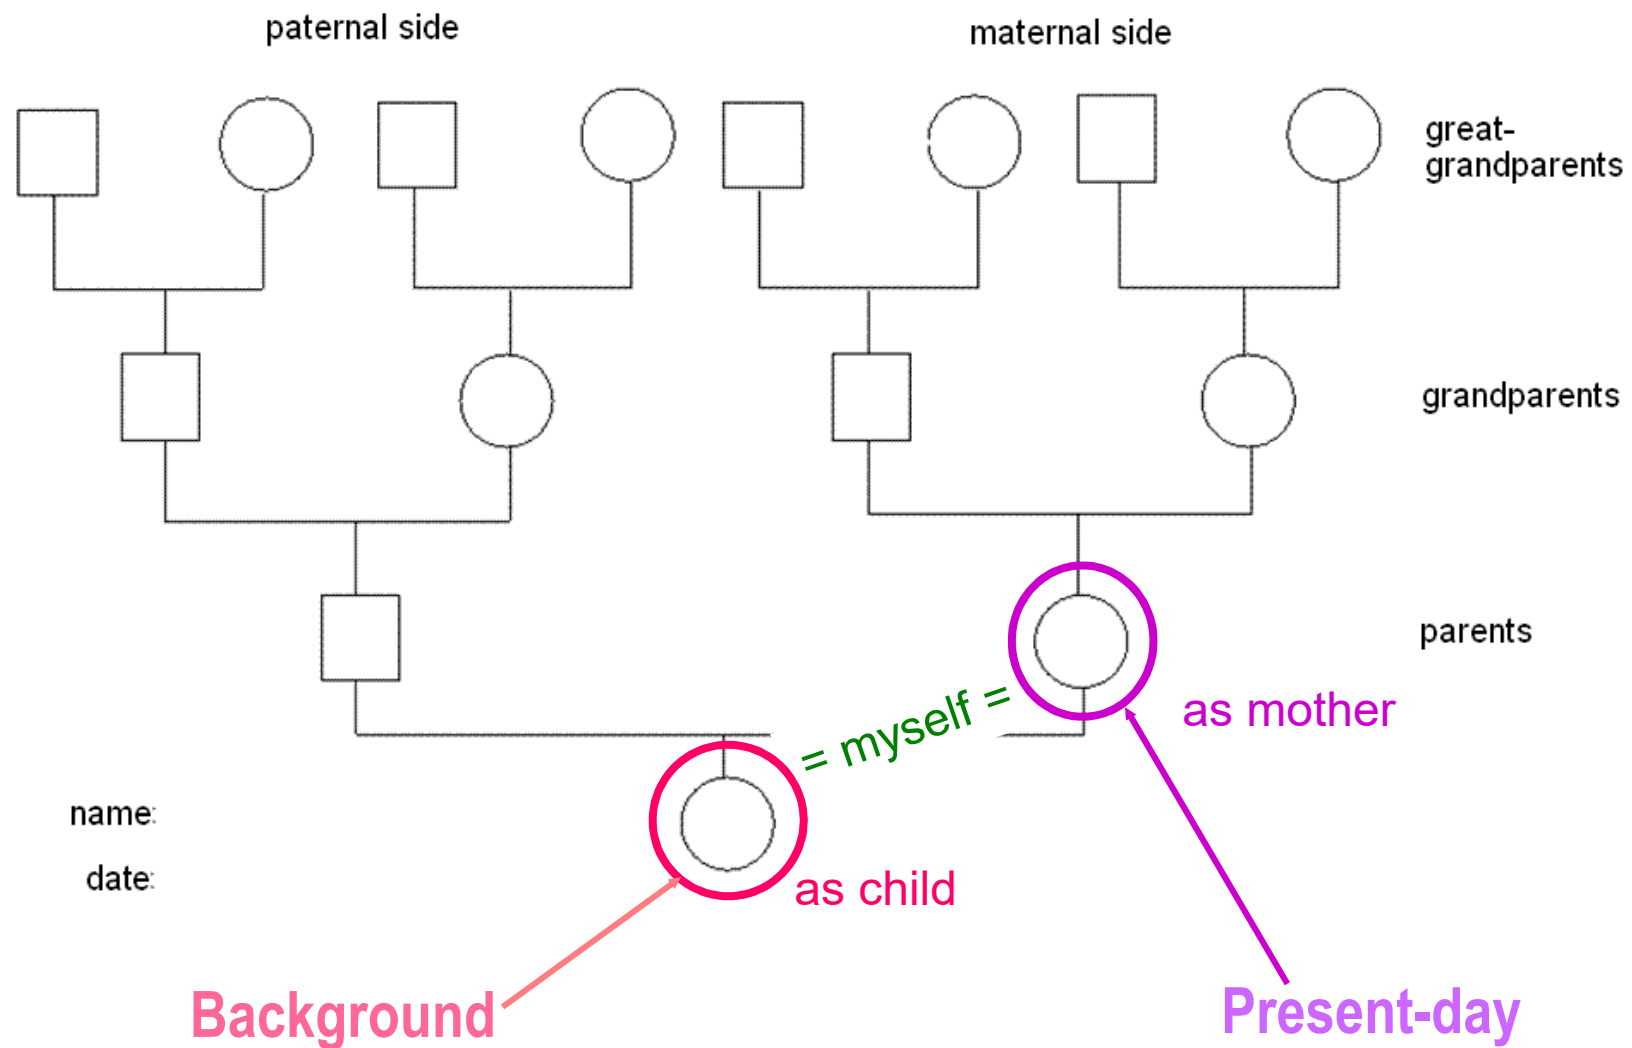 paternal side
maternal side
great-
grandparents
grandparents
parents
= myself =
as mother
name:
date:
as child
Background
Present-day